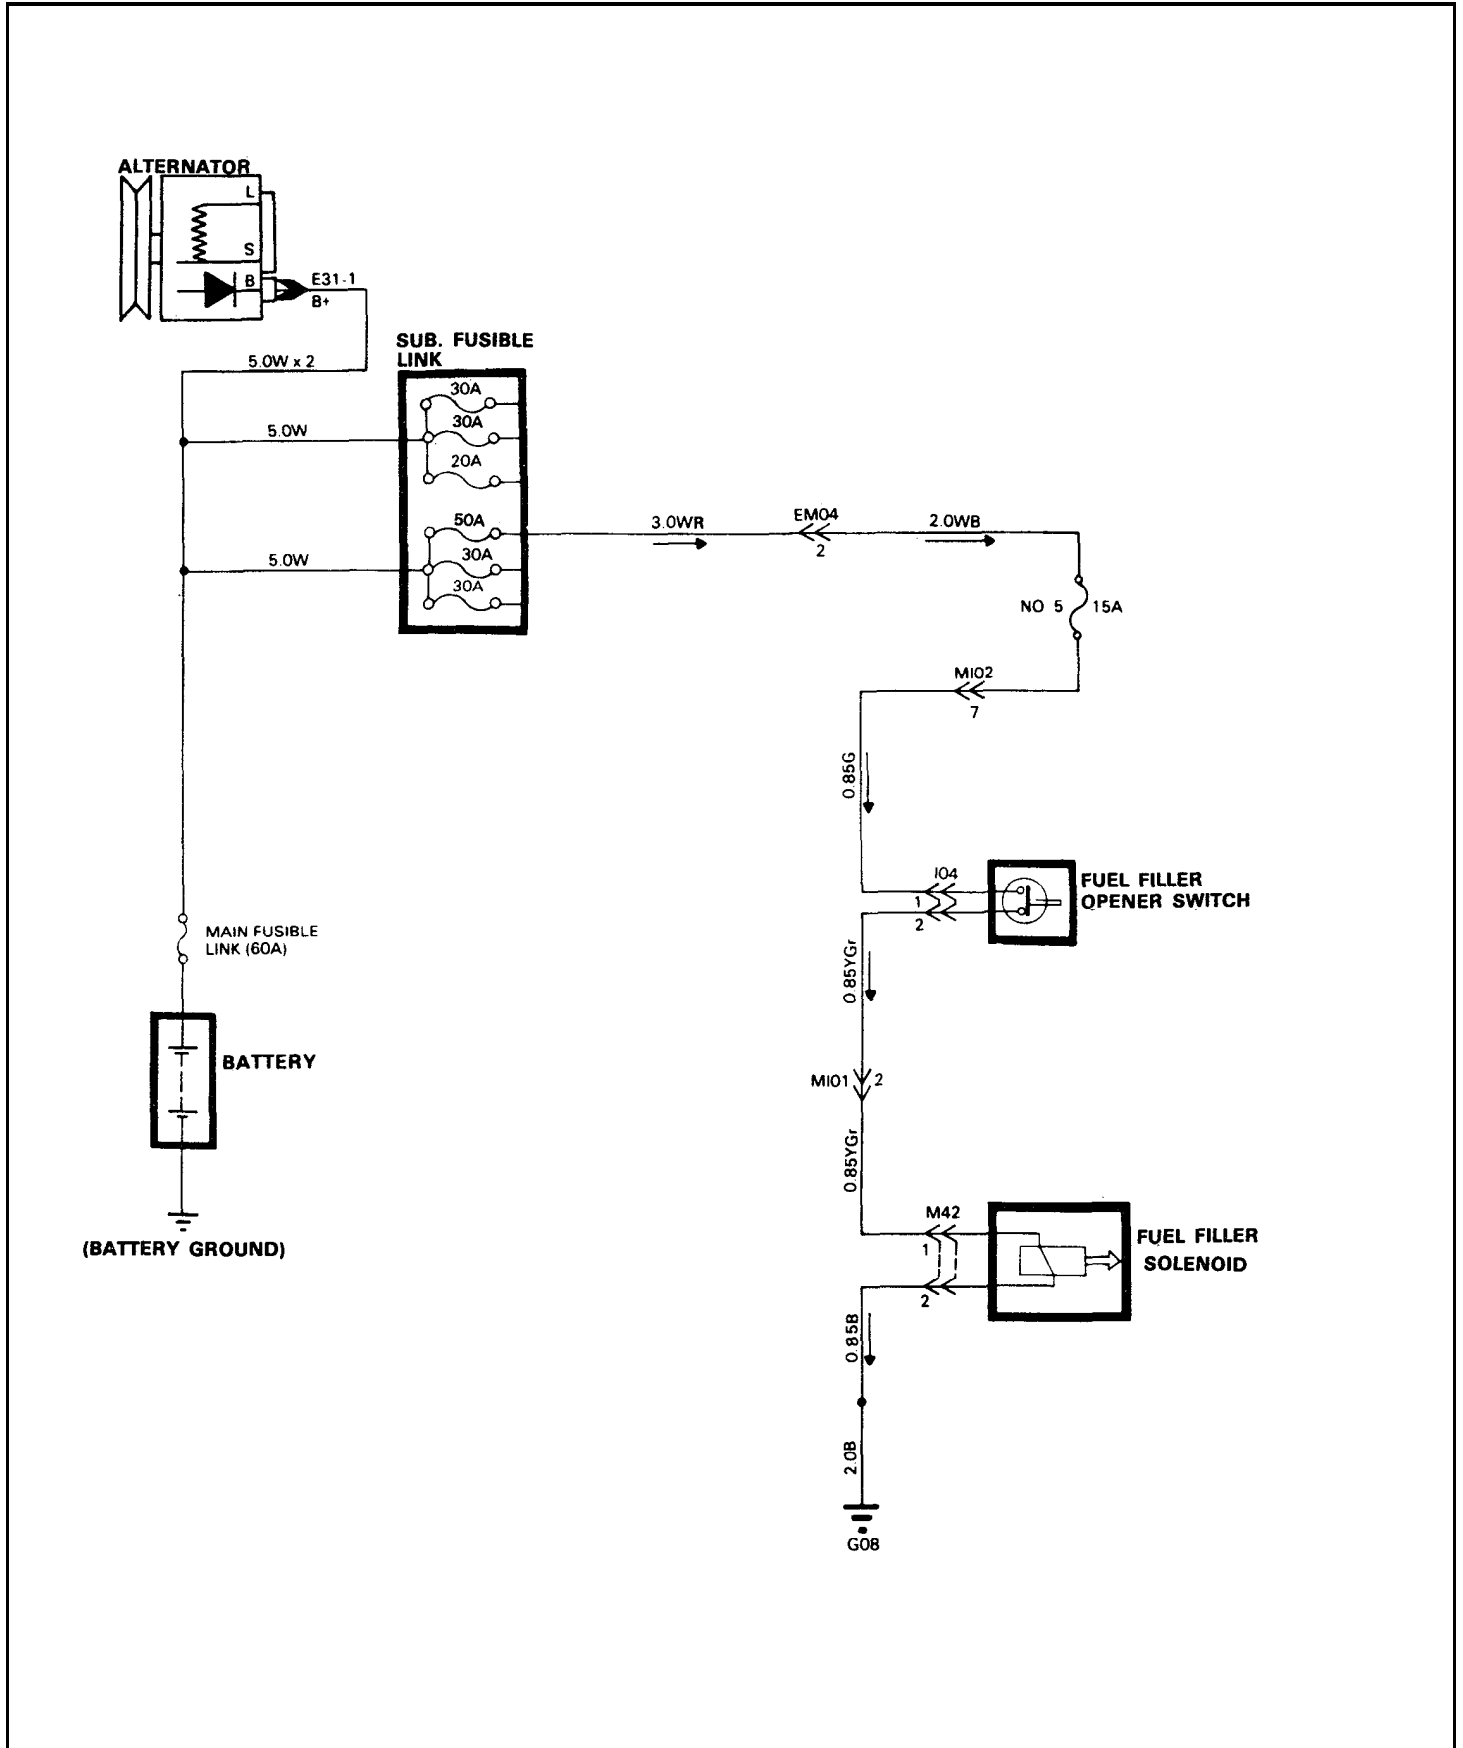 ALTERNATOR
L
S
B
E31-1
B+
5.0W x 2
SUB. FUSIBLE
LINK
30A
30A
20A
5.0W
50A
30A
30A
5.0W
3.0WR
EM04
2
2.0WB
NO 5
15A
MI02
7
0.85G
I04
1
2
FUEL FILLER
OPENER SWITCH
0.85YGr
MAIN FUSIBLE
LINK (60A)
BATTERY
(BATTERY GROUND)
MI01
2
0.85YGr
M42
1
2
FUEL FILLER
SOLENOID
0.85B
2.0B
G08